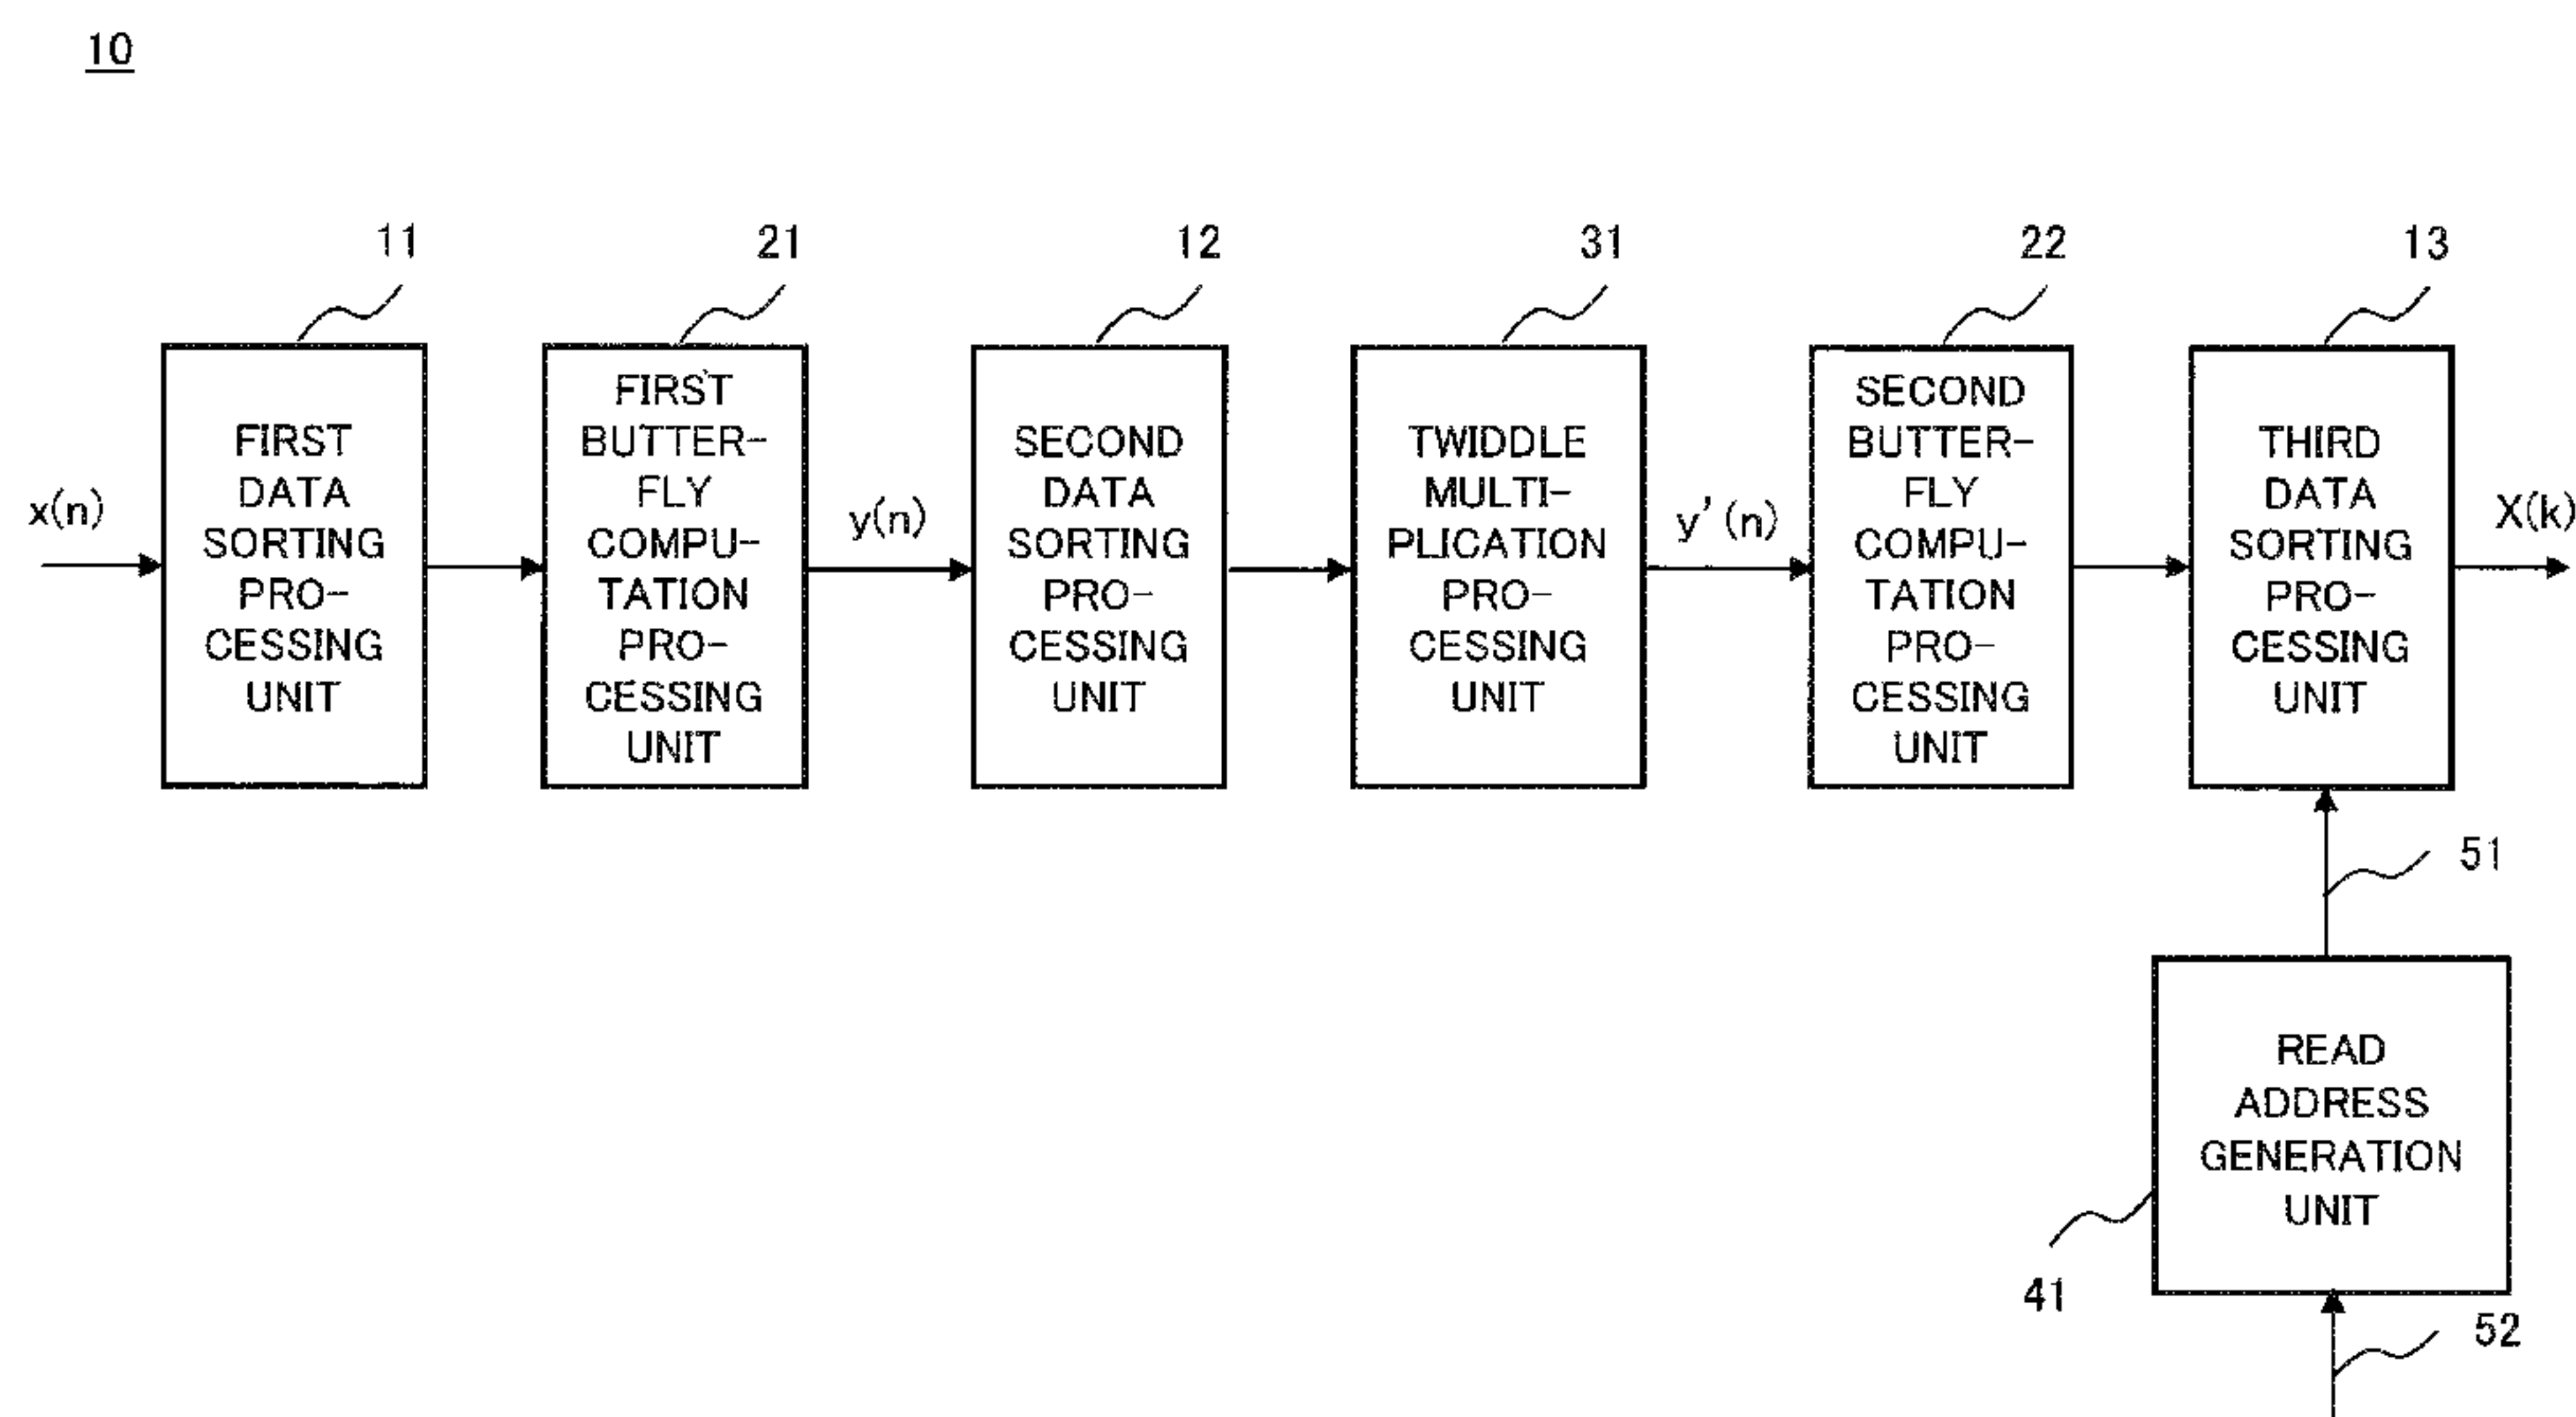 10
11
21
12
31
22
13
x(n)
FIRST
DATA
SORTING
PRO-
CESSING
UNIT
FIRST
BUTTER-
FLY
COMPU-
TATION
PRO-
CESSING
UNIT
y(n)
SECOND
DATA
SORTING
PRO-
CESSING
UNIT
TWIDDLE
MULTI-
PLICATION
PRO-
CESSING
UNIT
y'(n)
SECOND
BUTTER-
FLY
COMPU-
TATION
PRO-
CESSING
UNIT
THIRD
DATA
SORTING
PRO-
CESSING
UNIT
X(k)
51
READ
ADDRESS
GENERATION
UNIT
41
52